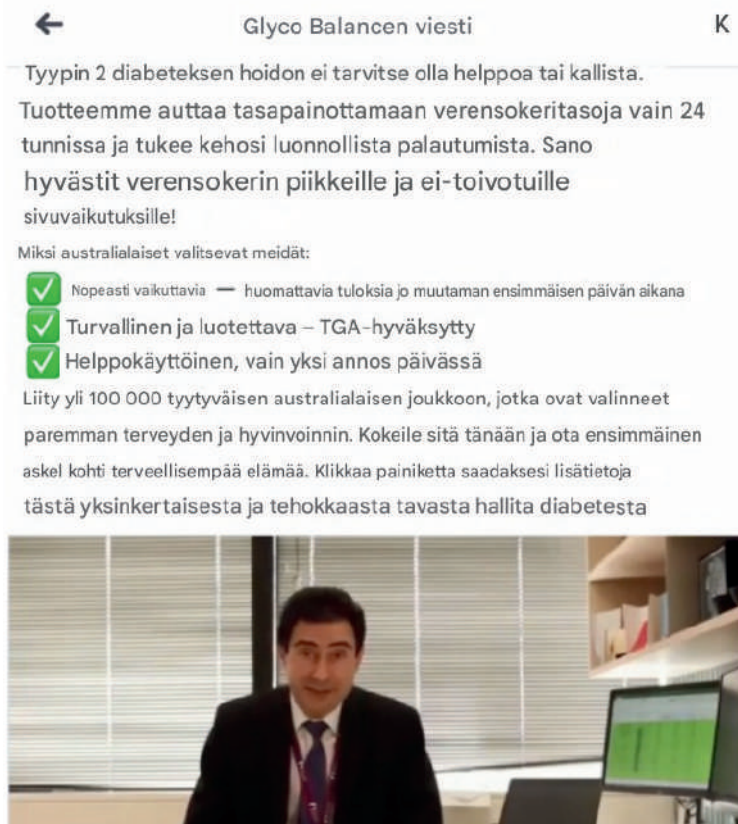 Glyco Balancen viesti
K
Tyypin 2 diabeteksen hoidon ei tarvitse olla helppoa tai kallista.
Tuotteemme auttaa tasapainottamaan verensokeritasoja vain 24
tunnissa ja tukee kehosi luonnollista palautumista. Sano
hyvästit verensokerin piikkeille ja ei-toivotuille
sivuvaikutuksille!
Miksi australialaiset valitsevat meidät:
✅ Nopeasti vaikuttavia — huomattavia tuloksia jo muutaman ensimmäisen päivän aikana
✅ Turvallinen ja luotettava – TGA-hyväksytty
✅ Helppokäyttöinen, vain yksi annos päivässä
Liity yli 100 000 tyytyväisen australialaisen joukkoon, jotka ovat valinneet
paremman terveyden ja hyvinvoinnin. Kokeile sitä tänään ja ota ensimmäinen
askel kohti terveellisempää elämää. Klikkaa painiketta saadaksesi lisätietoja
tästä yksinkertaisesta ja tehokkaasta tavasta hallita diabetesta